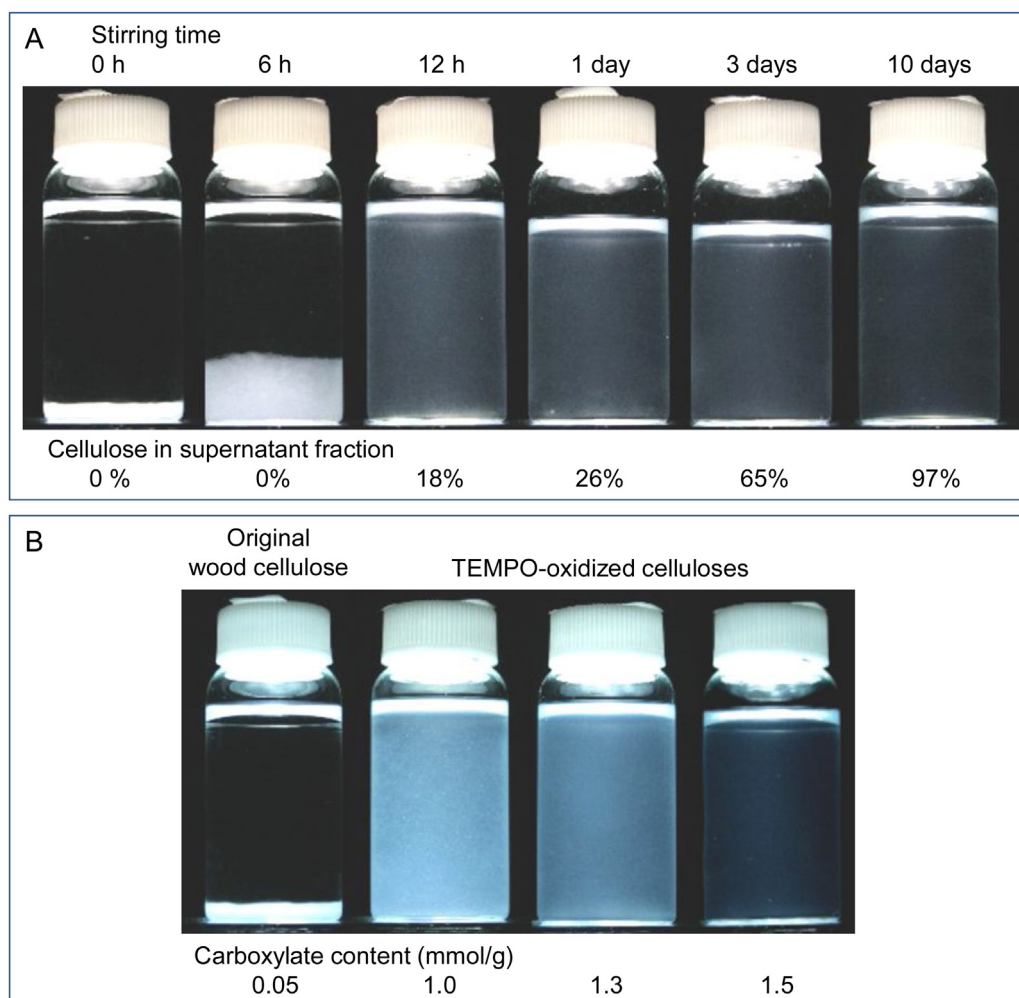 A
Stirring time
0 h 6 h 12 h 1 day 3 days 10 days
Cellulose in supernatant fraction
0 % 0% 18% 26% 65% 97%
B
Original
wood cellulose
TEMPO-oxidized celluloses
Carboxylate content (mmol/g)
0.05 1.0 1.3 1.5